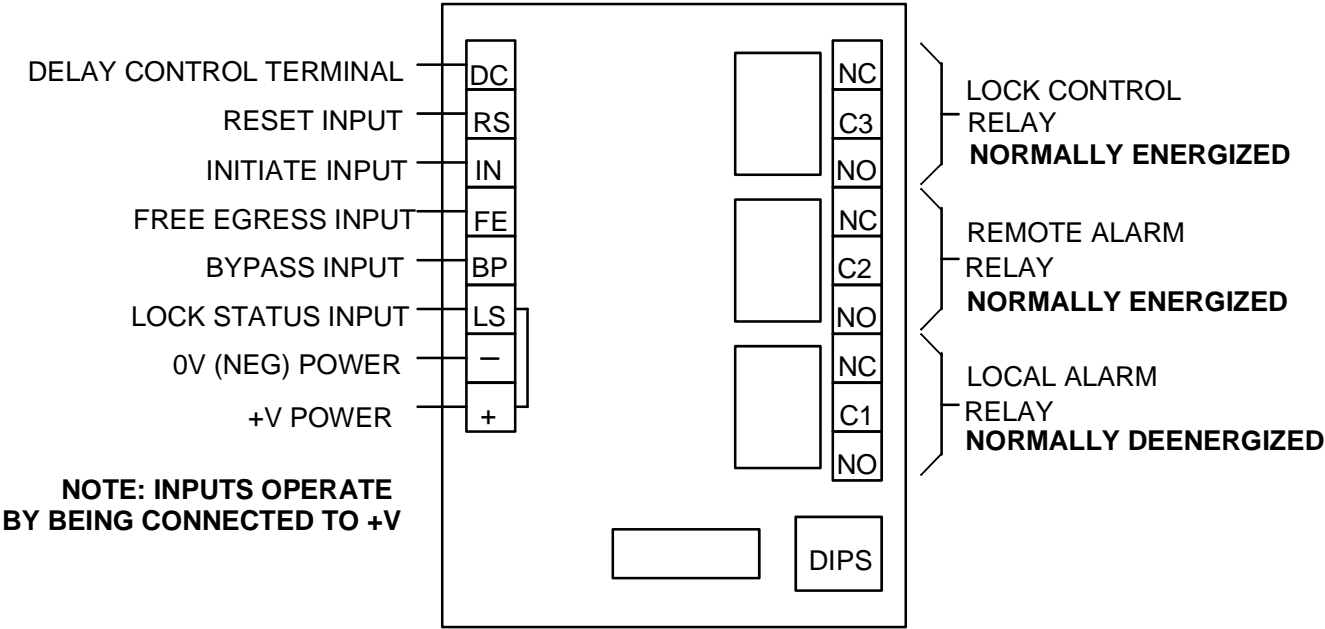 DELAY CONTROL TERMINAL
RESET INPUT
INITIATE INPUT
FREE EGRESS INPUT
BYPASS INPUT
LOCK STATUS INPUT
0V (NEG) POWER
+V POWER
NOTE: INPUTS OPERATE
BY BEING CONNECTED TO +V
DC
RS
IN
FE
BP
LS
–
+
NC
C3
NO
NC
C2
NO
NC
C1
NO
DIPS
LOCK CONTROL
RELAY
NORMALLY ENERGIZED
REMOTE ALARM
RELAY
NORMALLY ENERGIZED
LOCAL ALARM
RELAY
NORMALLY DEENERGIZED